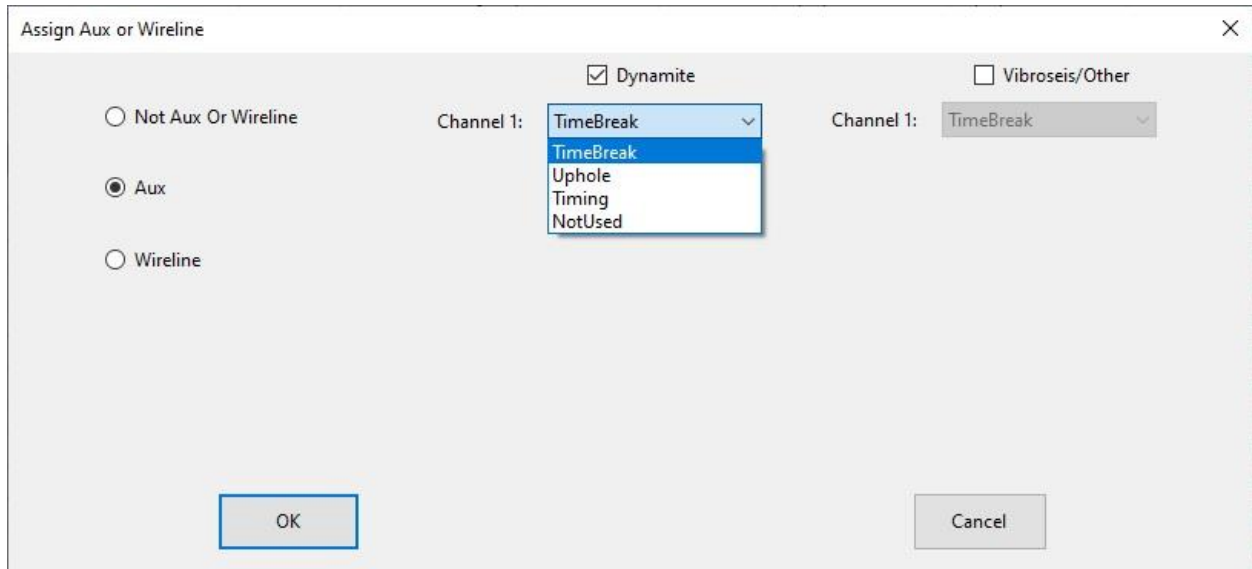 Assign Aux or Wireline
Dynamite
Vibroseis/Other
Not Aux Or Wireline
Channel 1:
TimeBreak
Channel 1:
TimeBreak
TimeBreak
Uphole
Timing
NotUsed
Aux
Wireline
OK
Cancel